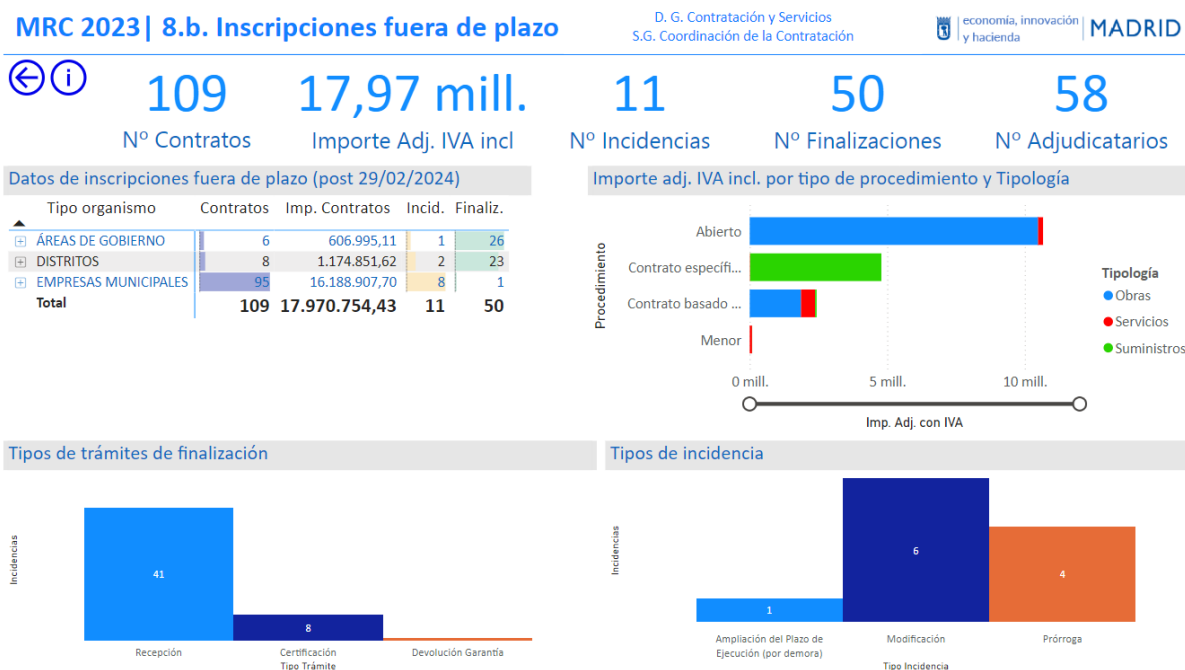 MRC 2023| 8.b. Inscripciones fuera de plazo
D. G. Contratación y Servicios
S.G. Coordinación de la Contratación
economía, innovación
y hacienda
MADRID
109
Nº Contratos
17,97 mill.
Importe Adj. IVA incl
11
Nº Incidencias
50
Nº Finalizaciones
58
Nº Adjudicatarios
Datos de inscripciones fuera de plazo (post 29/02/2024)
Tipo organismo Contratos Imp. Contratos Incid. Finaliz.
ÁREAS DE GOBIERNO 6 606.995,11 1 26
DISTRITOS 8 1.174.851,62 2 23
EMPRESAS MUNICIPALES 95 16.188.907,70 8 1
Total 109 17.970.754,43 11 50
Importe adj. IVA incl. por tipo de procedimiento y Tipología
Procedimiento
Abierto
Contrato específi...
Contrato basado ...
Menor
0 mill. 5 mill. 10 mill.
Imp. Adj. con IVA
Tipología
Obras
Servicios
Suministros
Tipos de trámites de finalización
Incidencias
41
8
Recepción
Certificación
Devolución Garantía
Tipo Trámite
Tipos de incidencia
Incidencias
1
6
4
Ampliación del Plazo de
Ejecución (por demora)
Modificación
Prórroga
Tipo Incidencia